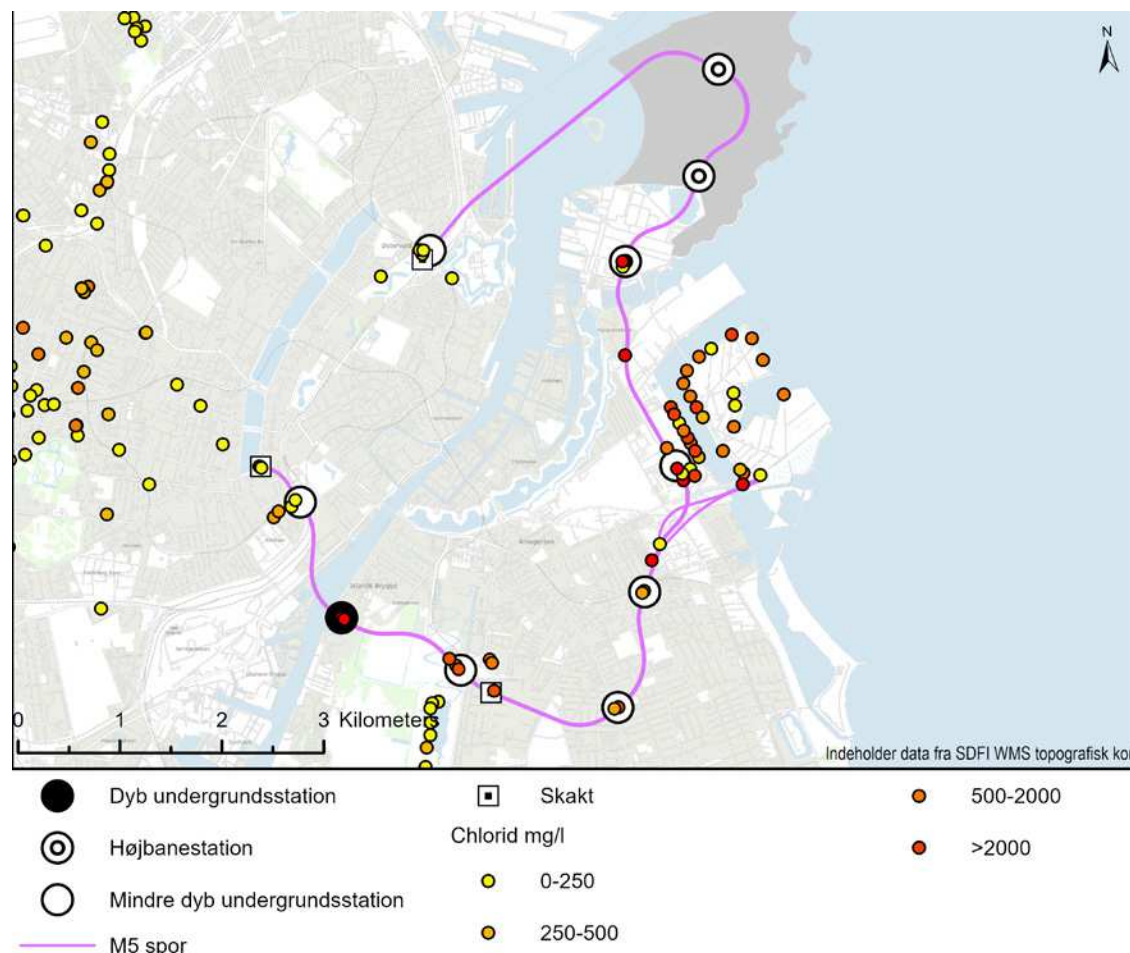 N
0 1 2 3 Kilometers
Indeholder data fra SDFI WMS topografisk kor
Dyb undergrundsstation
Højbanestation
Mindre dyb undergrundsstation
M5 spor
Skakt
Chlorid mg/l
0-250
250-500
500-2000
>2000